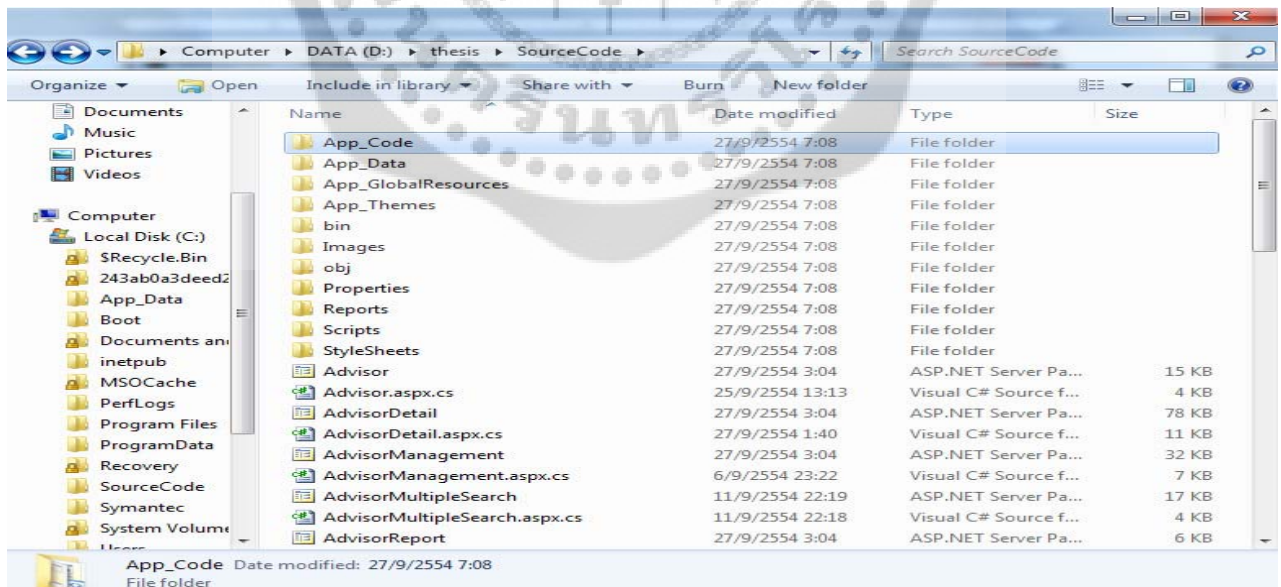 Computer ▸ DATA (D:) ▸ thesis ▸ SourceCode ▸ Search SourceCode
Organize Open Include in library Share with Burn New folder
Documents
Music
Pictures
Videos
Computer
Local Disk (C:)
$Recycle.Bin
243ab0a3deed2
App_Data
Boot
Documents an
inetpub
MSOCache
PerfLogs
Program Files
ProgramData
Recovery
SourceCode
Symantec
System Volum
Users
Name Date modified Type Size
App_Code 27/9/2554 7:08 File folder
App_Data 27/9/2554 7:08 File folder
App_GlobalResources 27/9/2554 7:08 File folder
App_Themes 27/9/2554 7:08 File folder
bin 27/9/2554 7:08 File folder
Images 27/9/2554 7:08 File folder
obj 27/9/2554 7:08 File folder
Properties 27/9/2554 7:08 File folder
Reports 27/9/2554 7:08 File folder
Scripts 27/9/2554 7:08 File folder
StyleSheets 27/9/2554 7:08 File folder
Advisor 27/9/2554 3:04 ASP.NET Server Pa... 15 KB
Advisor.aspx.cs 25/9/2554 13:13 Visual C# Source f... 4 KB
AdvisorDetail 27/9/2554 3:04 ASP.NET Server Pa... 78 KB
AdvisorDetail.aspx.cs 27/9/2554 1:40 Visual C# Source f... 11 KB
AdvisorManagement 27/9/2554 3:04 ASP.NET Server Pa... 32 KB
AdvisorManagement.aspx.cs 6/9/2554 23:22 Visual C# Source f... 7 KB
AdvisorMultipleSearch 11/9/2554 22:19 ASP.NET Server Pa... 17 KB
AdvisorMultipleSearch.aspx.cs 11/9/2554 22:18 Visual C# Source f... 4 KB
AdvisorReport 27/9/2554 3:04 ASP.NET Server Pa... 6 KB
App_Code Date modified: 27/9/2554 7:08
File folder